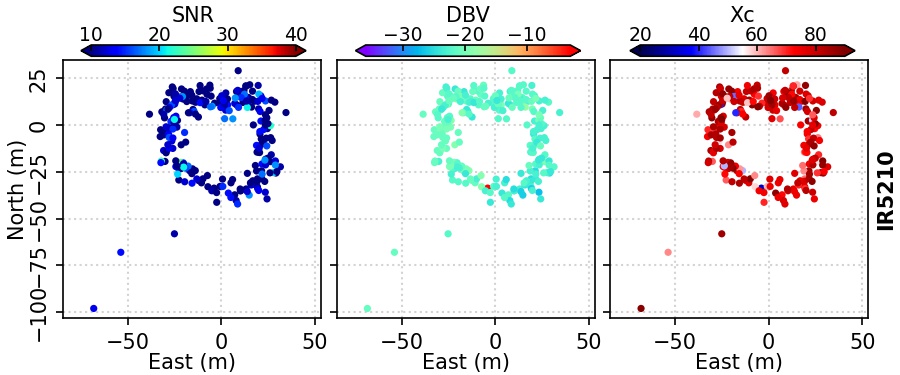 SNR DBV Xc
10 20 30 40 −30 −20 −10 20 40 60 80
25
0
−25
−50
−75
−100
North (m)
IR5210
−50 0 50 −50 0 50 −50 0 50
East (m) East (m) East (m)